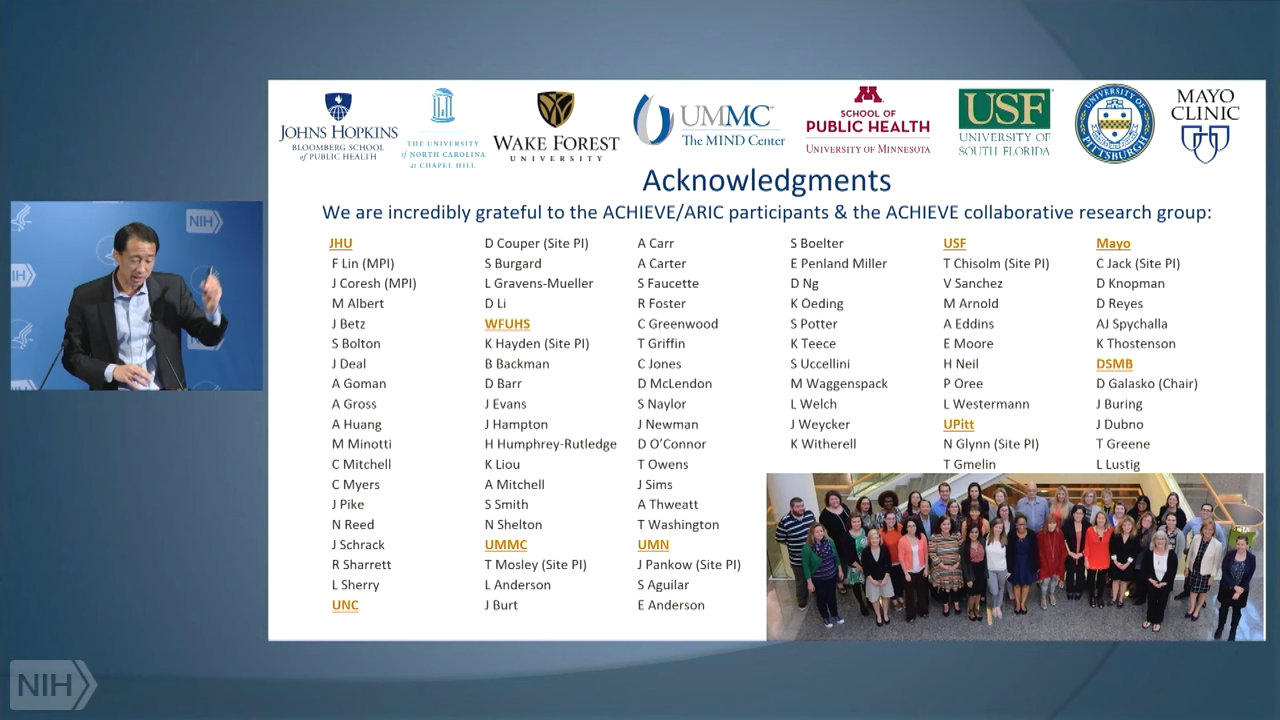 JOHNS HOPKINS
BLOOMBERG SCHOOL
of PUBLIC HEALTH
THE UNIVERSITY
of NORTH CAROLINA
at CHAPEL HILL
WAKE FOREST
UNIVERSITY
UMMC™
The MIND Center
M
SCHOOL OF
PUBLIC HEALTH
UNIVERSITY OF MINNESOTA
USF
UNIVERSITY OF
SOUTH FLORIDA
UNIVERSITY OF PITTSBURGH
MAYO
CLINIC
Acknowledgments
We are incredibly grateful to the ACHIEVE/ARIC participants & the ACHIEVE collaborative research group:
JHU
F Lin (MPI)
J Coresh (MPI)
M Albert
J Betz
S Bolton
J Deal
A Goman
A Gross
A Huang
M Minotti
C Mitchell
C Myers
J Pike
N Reed
J Schrack
R Sharrett
L Sherry
UNC
D Couper (Site PI)
S Burgard
L Gravens-Mueller
D Li
WFUHS
K Hayden (Site PI)
B Backman
D Barr
J Evans
J Hampton
H Humphrey-Rutledge
K Liou
A Mitchell
S Smith
N Shelton
UMMC
T Mosley (Site PI)
L Anderson
J Burt
A Carr
A Carter
S Faucette
R Foster
C Greenwood
T Griffin
C Jones
D McLendon
S Naylor
J Newman
D O’Connor
T Owens
J Sims
A Thweatt
T Washington
UMN
J Pankow (Site PI)
S Aguilar
E Anderson
S Boelter
E Penland Miller
D Ng
K Oeding
S Potter
K Teece
S Uccellini
M Waggenspack
L Welch
J Weycker
K Witherell
USF
T Chisolm (Site PI)
V Sanchez
M Arnold
A Eddins
E Moore
H Neil
P Oree
L Westermann
UPitt
N Glynn (Site PI)
T Gmelin
Mayo
C Jack (Site PI)
D Knopman
D Reyes
AJ Spychalla
K Thostenson
DSMB
D Galasko (Chair)
J Buring
J Dubno
T Greene
L Lustig
NIH
IH
NIH